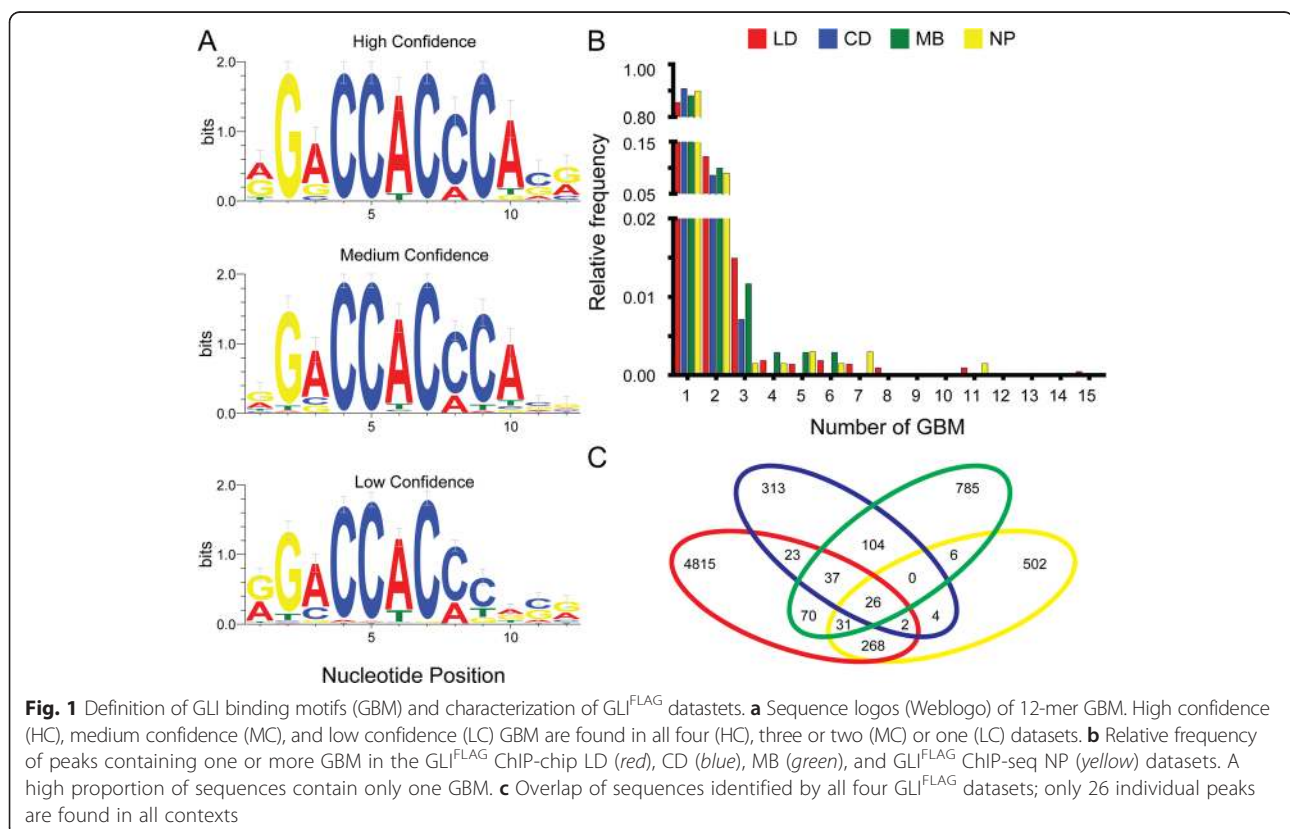 A
High Confidence
2.0
1.0
0.0
bits
AGACCACCCACG
GGATAGA
TCTAC
5
10
Medium Confidence
2.0
1.0
0.0
bits
GGACCACCCA
ACTAT
TG
5
10
Low Confidence
2.0
1.0
0.0
bits
GGACCACCCACG
ATCTATGA
5
10
Nucleotide Position
B
LD CD MB NP
1.00
0.80
0.15
0.05
0.02
0.01
0.00
Relative frequency
1 2 3 4 5 6 7 8 9 10 11 12 13 14 15
Number of GBM
C
313 785
4815 23 104 6 502
37 0
26
70 31 2 4
268
Fig. 1 Definition of GLI binding motifs (GBM) and characterization of GLIFLAG datastets. a Sequence logos (Weblogo) of 12-mer GBM. High confidence
(HC), medium confidence (MC), and low confidence (LC) GBM are found in all four (HC), three or two (MC) or one (LC) datasets. b Relative frequency
of peaks containing one or more GBM in the GLIFLAG ChIP-chip LD (red), CD (blue), MB (green), and GLIFLAG ChIP-seq NP (yellow) datasets. A
high proportion of sequences contain only one GBM. c Overlap of sequences identified by all four GLIFLAG datasets; only 26 individual peaks
are found in all contexts